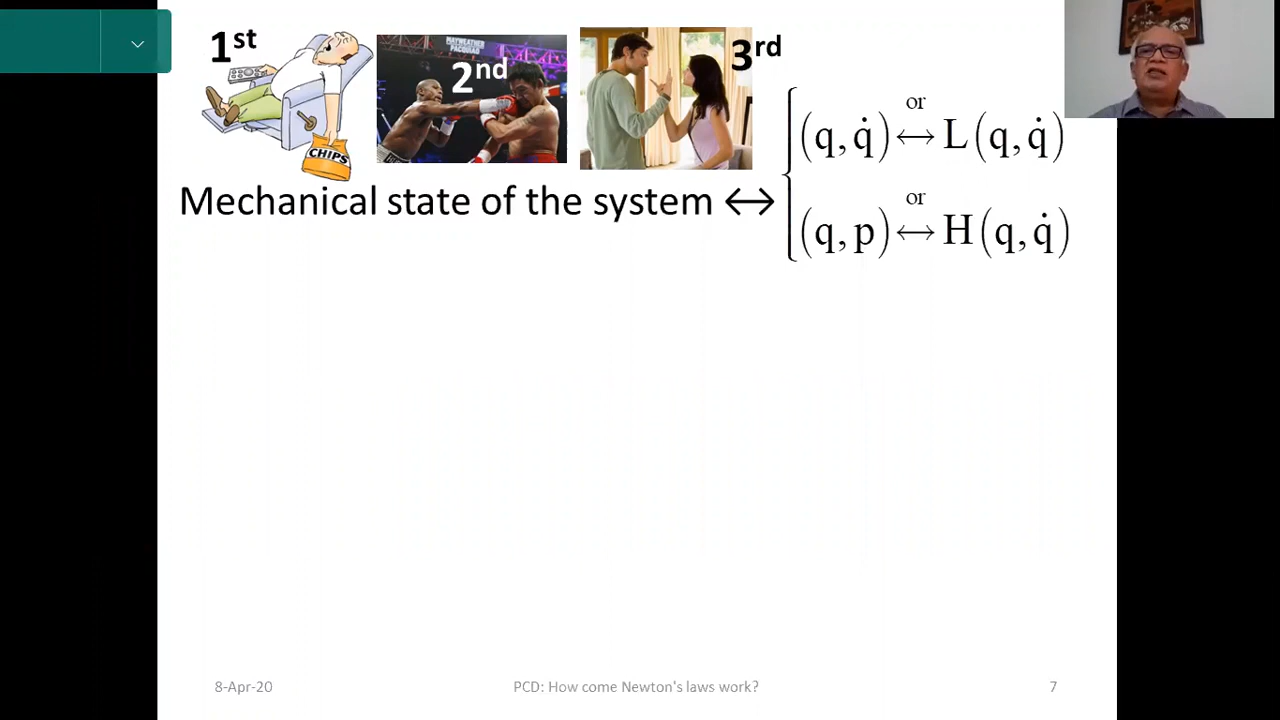 1st
2nd
3rd
CHIPS
MAYWEATHER
PACQUIAO
or
(q, q̇) ↔ L(q, q̇)
Mechanical state of the system ↔
or
(q, p) ↔ H(q, q̇)
8-Apr-20
PCD: How come Newton's laws work?
7